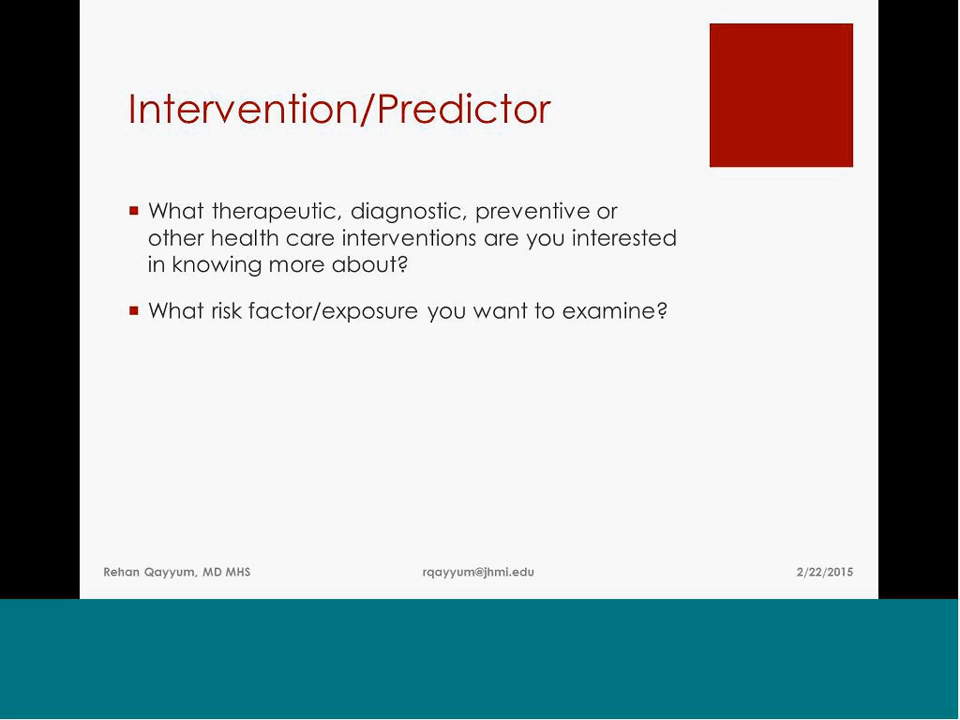 Intervention/Predictor
What therapeutic, diagnostic, preventive or
other health care interventions are you interested
in knowing more about?
What risk factor/exposure you want to examine?
Rehan Qayyum, MD MHS rqayyum@jhmi.edu 2/22/2015